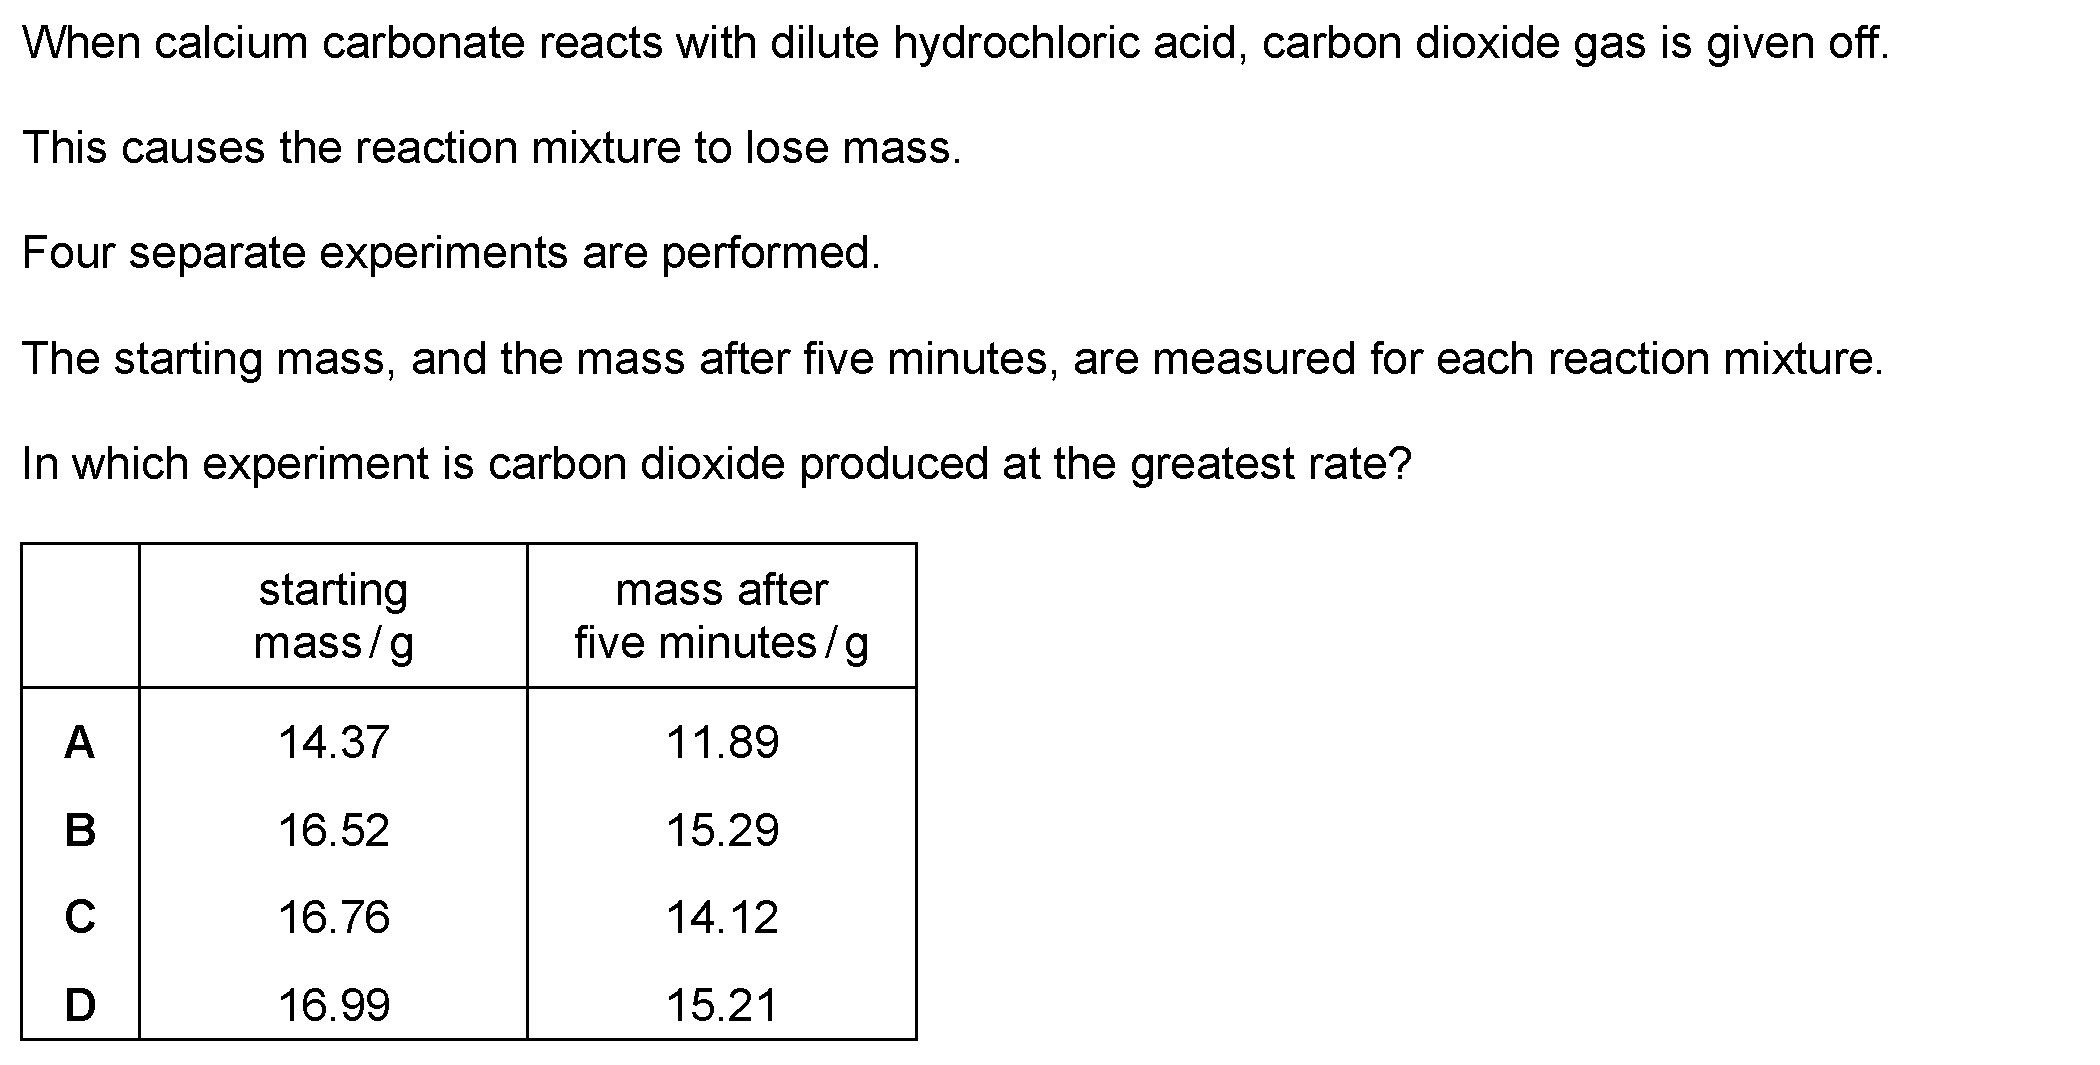 When calcium carbonate reacts with dilute hydrochloric acid, carbon dioxide gas is given off.
This causes the reaction mixture to lose mass.
Four separate experiments are performed.
The starting mass, and the mass after five minutes, are measured for each reaction mixture.
In which experiment is carbon dioxide produced at the greatest rate?
starting mass after
mass / g five minutes / g
A 14.37 11.89
B 16.52 15.29
C 16.76 14.12
D 16.99 15.21